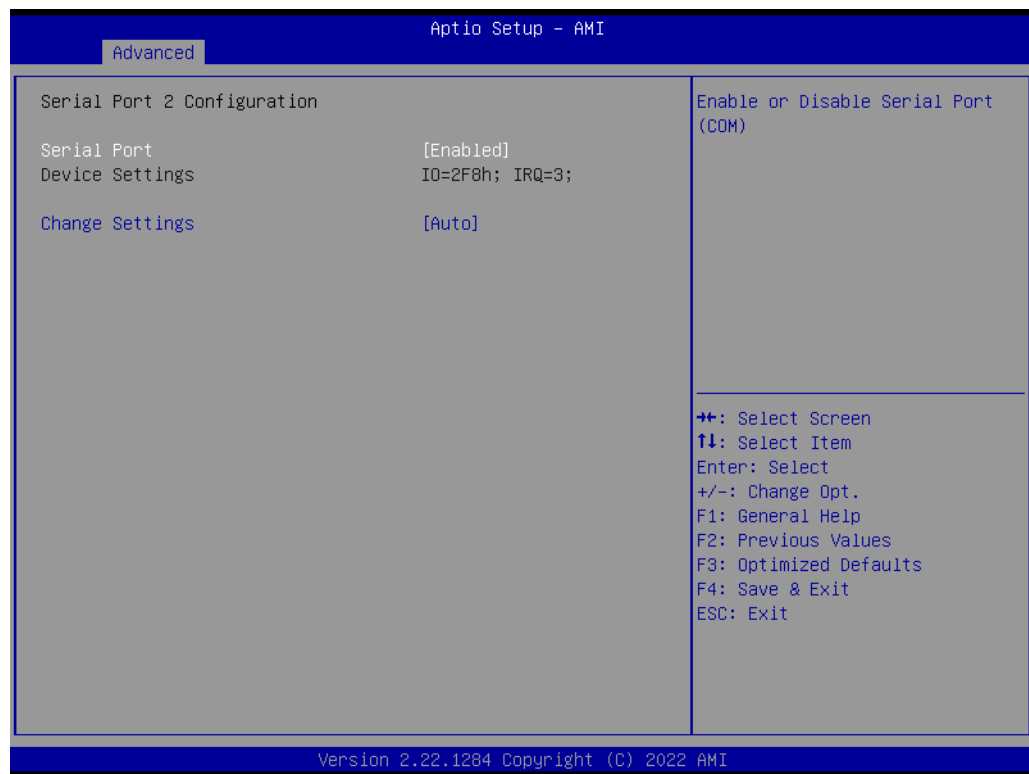 Aptio Setup – AMI
Advanced
Serial Port 2 Configuration
Serial Port [Enabled]
Device Settings IO=2F8h; IRQ=3;
Change Settings [Auto]
Enable or Disable Serial Port
(COM)
→←: Select Screen
↑↓: Select Item
Enter: Select
+/-: Change Opt.
F1: General Help
F2: Previous Values
F3: Optimized Defaults
F4: Save & Exit
ESC: Exit
Version 2.22.1284 Copyright (C) 2022 AMI